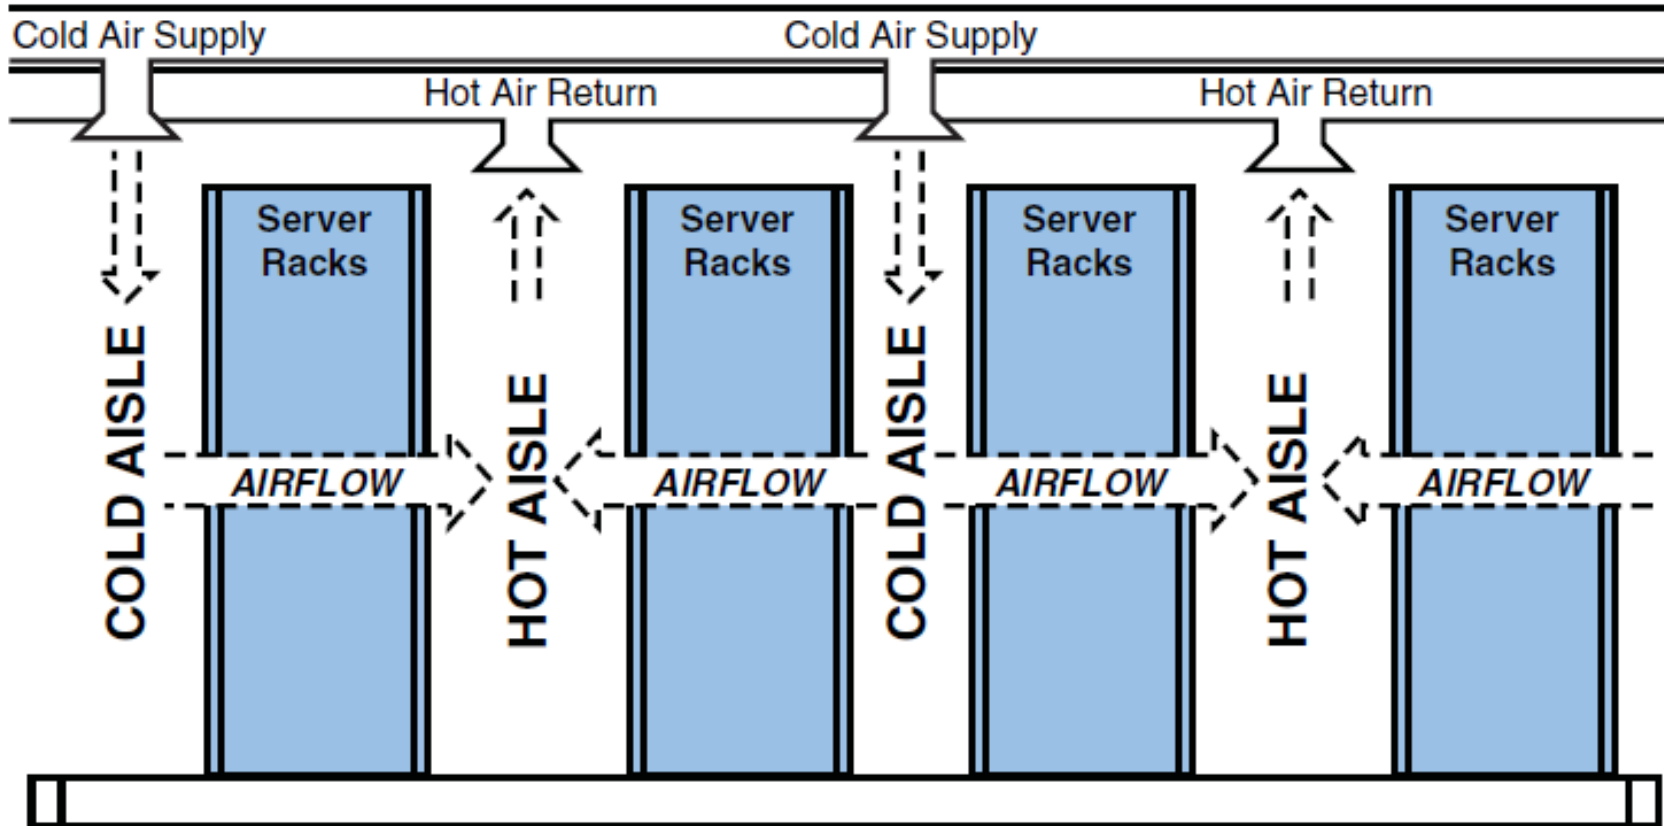 Cold Air Supply
Cold Air Supply
Hot Air Return
Hot Air Return
Server
Racks
Server
Racks
Server
Racks
Server
Racks
COLD AISLE
HOT AISLE
COLD AISLE
HOT AISLE
AIRFLOW
AIRFLOW
AIRFLOW
AIRFLOW